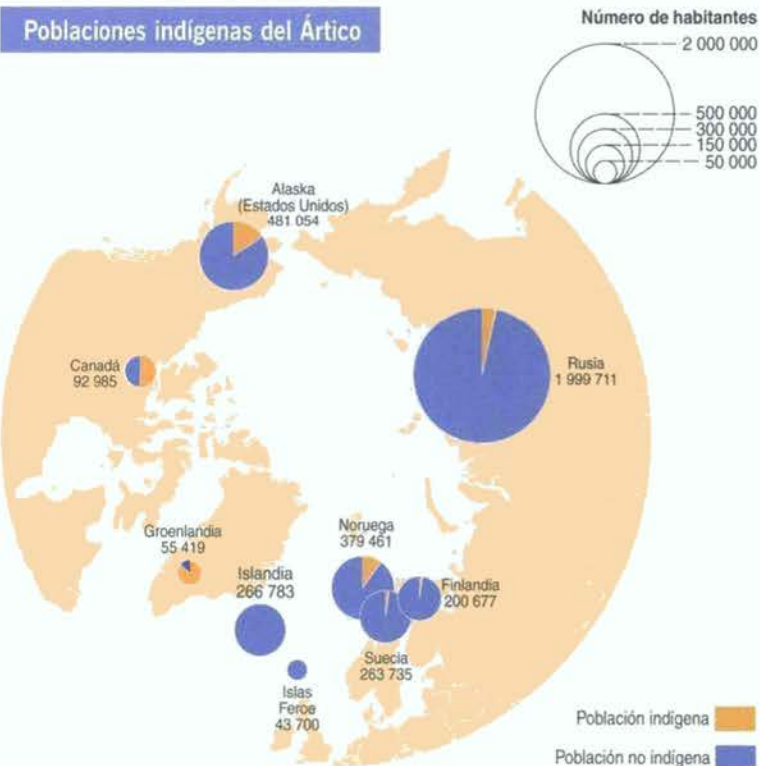 Poblaciones indígenas del Ártico
Número de habitantes
2 000 000
500 000
300 000
150 000
50 000
Alaska
(Estados Unidos)
481 054
Canadá
92 985
Rusia
1 999 711
Groenlandia
55 419
Islandia
266 783
Noruega
379 461
Finlandia
200 677
Suecia
263 735
Islas
Feroe
43 700
Población indígena
Población no indígena